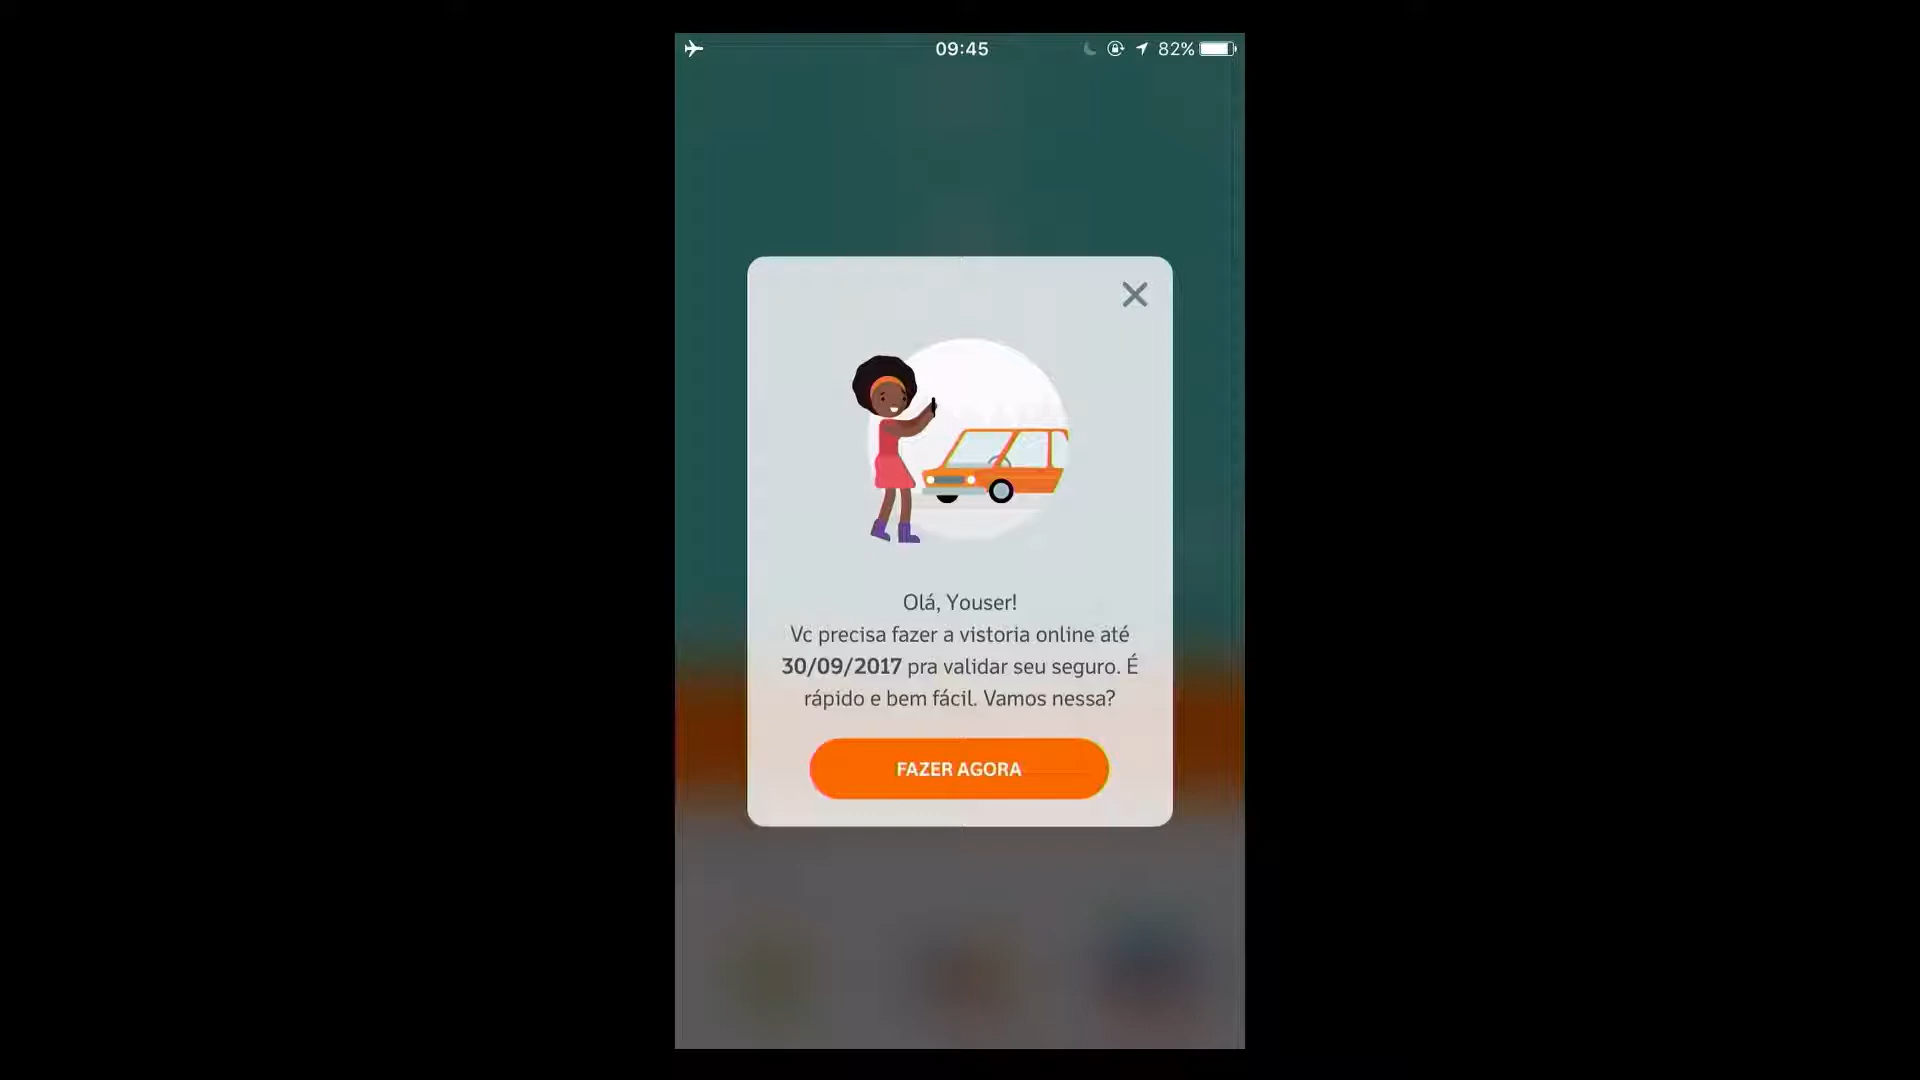 09:45
82%
Olá, Youser!
Vc precisa fazer a vistoria online até
30/09/2017 pra validar seu seguro. É
rápido e bem fácil. Vamos nessa?
FAZER AGORA